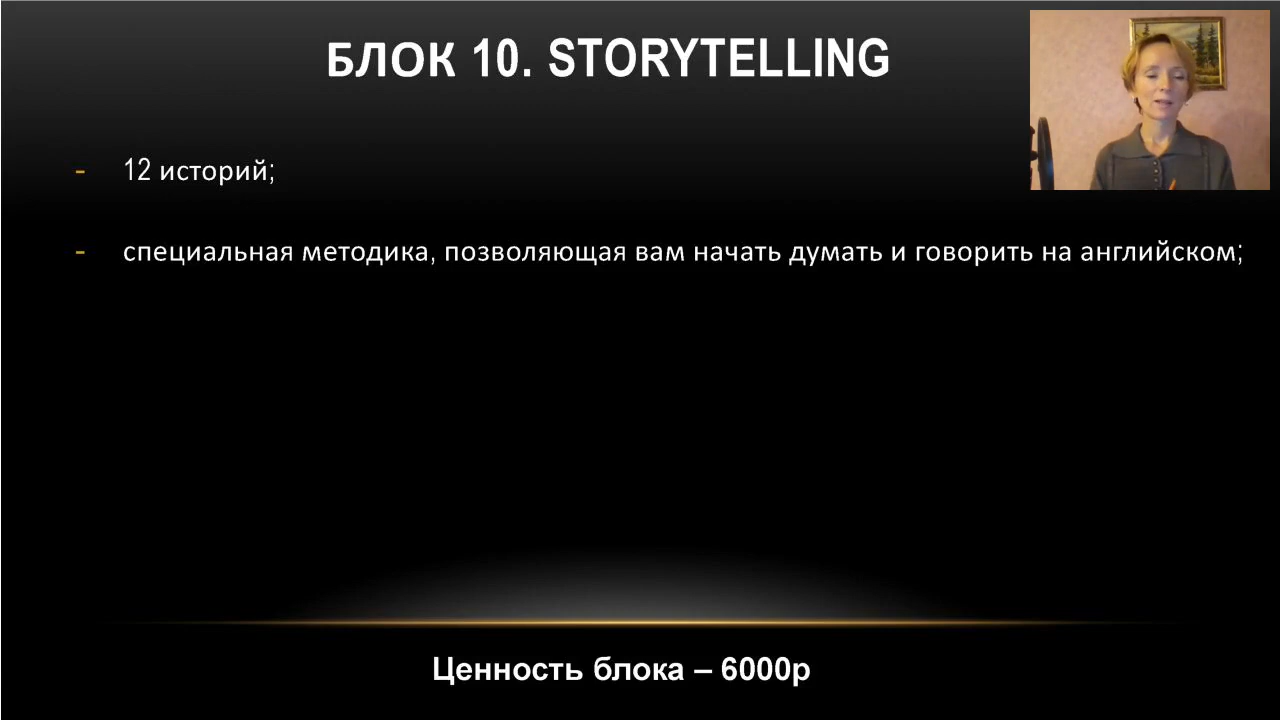 БЛОК 10. STORYTELLING
- 12 историй;
- специальная методика, позволяющая вам начать думать и говорить на английском;
Ценность блока – 6000р